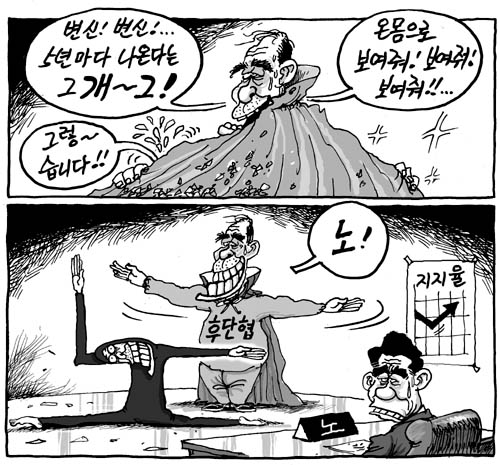 변신! 변신!...
5년마다 나온다는
그 개~그!
온몸으로
보여줘! 보여줘!
보여줘!!...
그렇~
습니다!!
노!
지지율
후단협
노